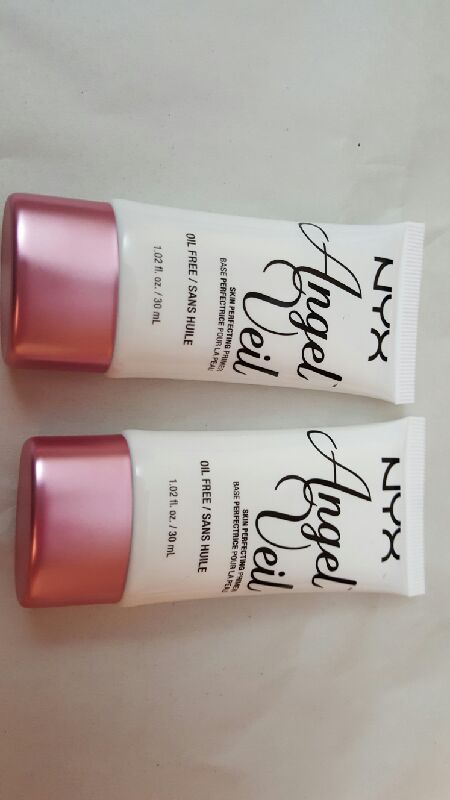 NYX
Angel
Veil
SKIN PERFECTING PRIMER
BASE PERFECTRICE POUR LA PEAU
OIL FREE / SANS HUILE
1.02 fl. oz. / 30 mL
NYX
Angel
Veil
SKIN PERFECTING PRIMER
BASE PERFECTRICE POUR LA PEAU
OIL FREE / SANS HUILE
1.02 fl. oz. / 30 mL